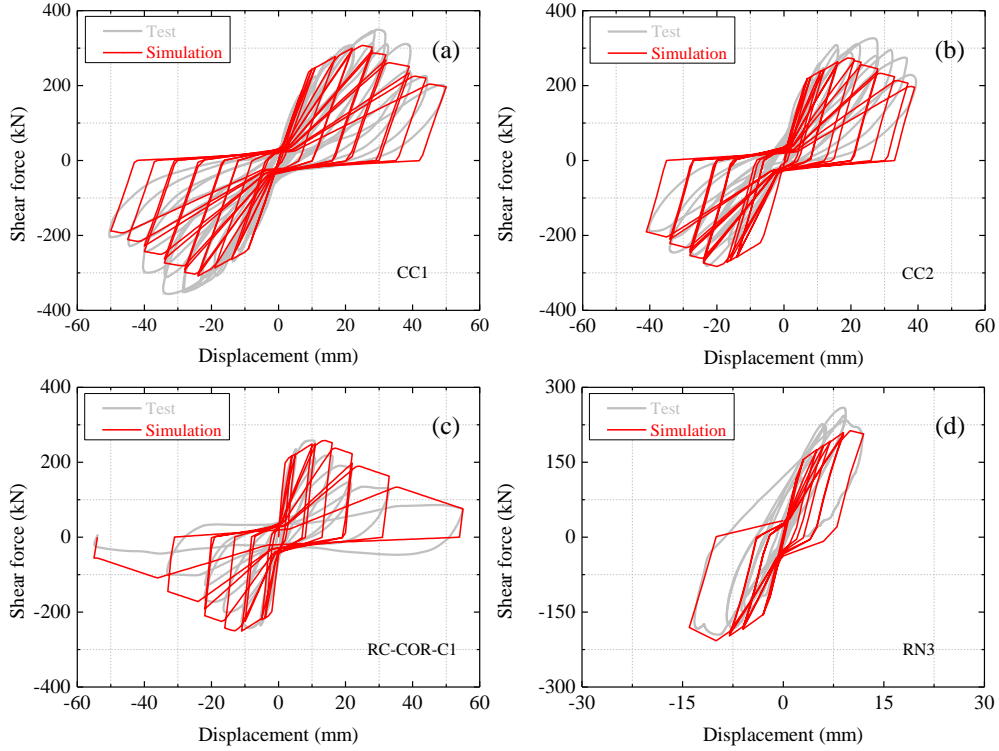 400
200
0
200
400
-60
-40
-20
0
20
40
60
Shear force (kN)
Displacement (mm)
Test
Simulation
(a)
CC1
400
200
0
-200
-400
-60
-40
-20
0
20
40
60
Shear force (kN)
Displacement (mm)
Test
Simulation
(b)
CC2
400
200
0
-200
-400
-60
-40
-20
0
20
40
60
Shear force (kN)
Displacement (mm)
Test
Simulation
(c)
RC-COR-C1
300
150
0
-150
-300
-30
-15
0
15
30
Shear force (kN)
Displacement (mm)
Test
Simulation
(d)
RN3